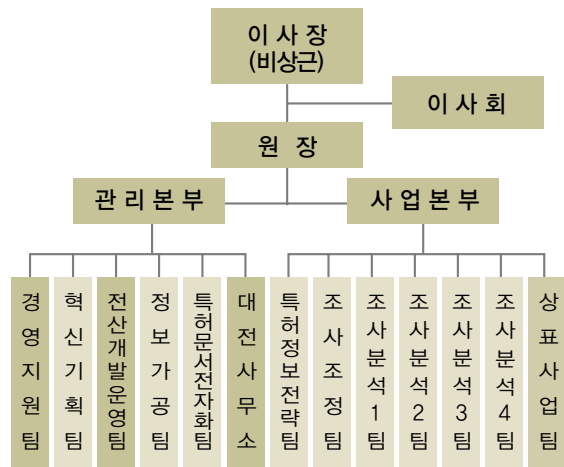 이사장
(비상근)
이사회
원 장
관리본부
사업본부
경영지원팀
혁신기획팀
전산개발운영팀
정보가공팀
특허문서전자화팀
대전사무소
특허정보전략팀
조사조정팀
조사분석1팀
조사분석2팀
조사분석3팀
조사분석4팀
상표사업팀